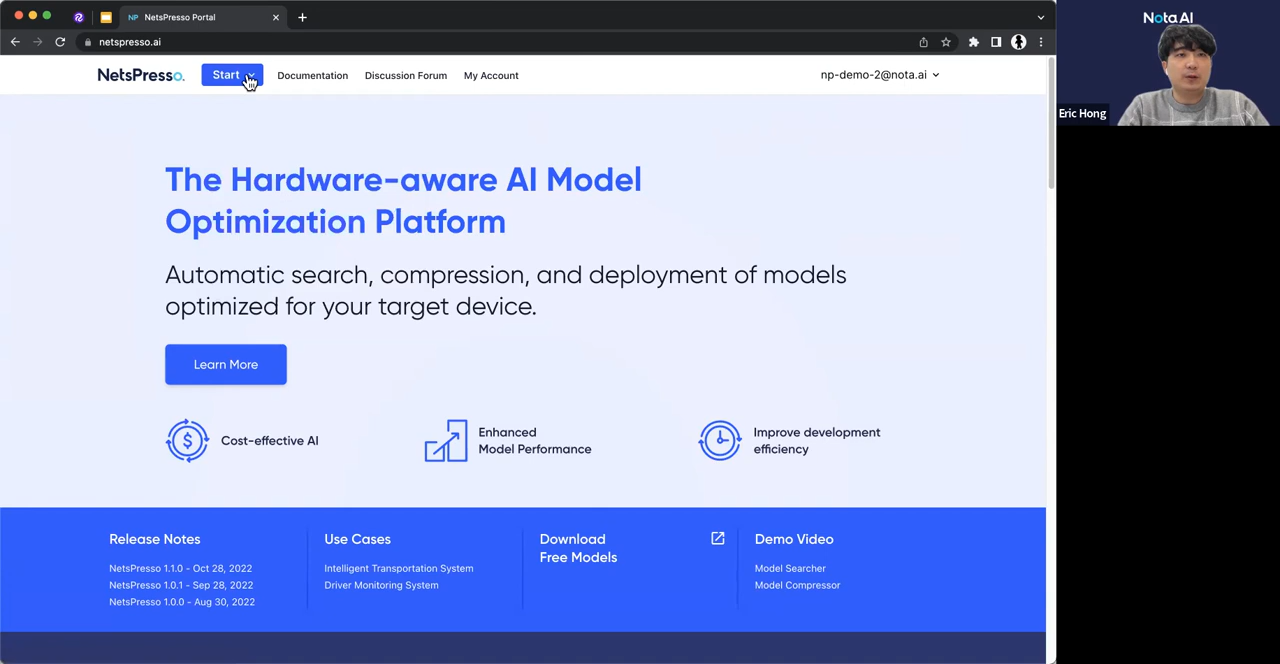 NP NetsPresso Portal
netspresso.ai
Nota AI
Eric Hong
NetsPresso.
Start
Documentation
Discussion Forum
My Account
np-demo-2@nota.ai
The Hardware-aware AI Model
Optimization Platform
Automatic search, compression, and deployment of models
optimized for your target device.
Learn More
Cost-effective AI
Enhanced
Model Performance
Improve development
efficiency
Release Notes
NetsPresso 1.1.0 - Oct 28, 2022
NetsPresso 1.0.1 - Sep 28, 2022
NetsPresso 1.0.0 - Aug 30, 2022
Use Cases
Intelligent Transportation System
Driver Monitoring System
Download
Free Models
Demo Video
Model Searcher
Model Compressor